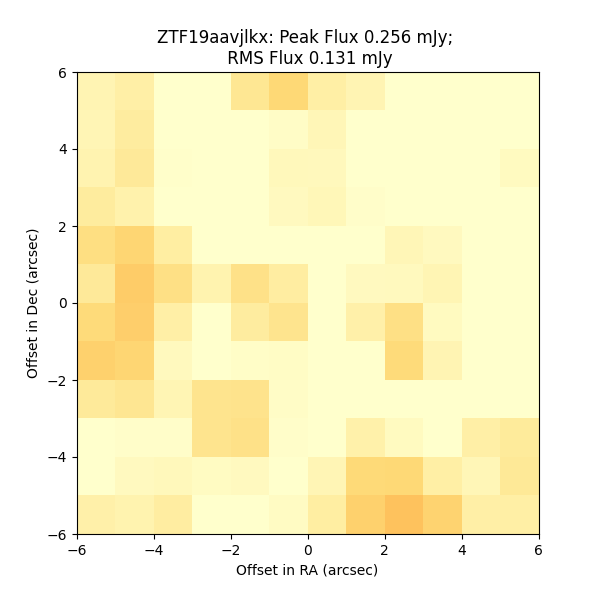 ZTF19aavjlkx: Peak Flux 0.256 mJy;
RMS Flux 0.131 mJy
6
4
2
0
−2
−4
−6
Offset in Dec (arcsec)
−6 −4 −2 0 2 4 6
Offset in RA (arcsec)